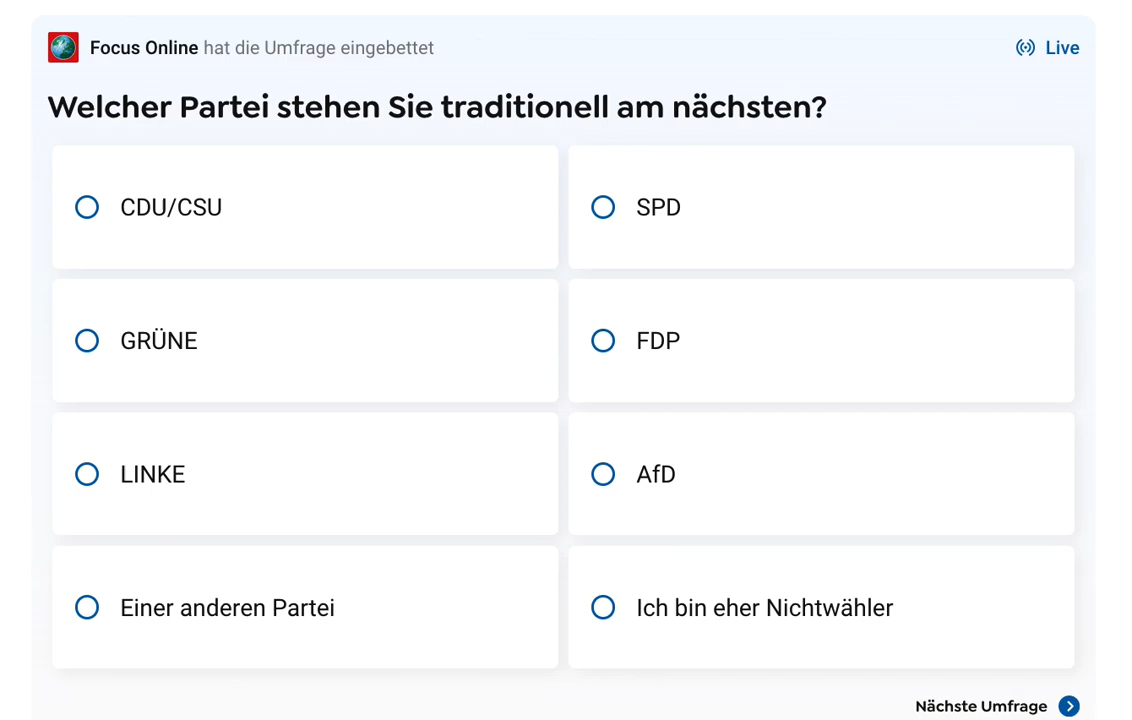 Focus Online hat die Umfrage eingebettet
Live
Welcher Partei stehen Sie traditionell am nächsten?
CDU/CSU
SPD
GRÜNE
FDP
LINKE
AfD
Einer anderen Partei
Ich bin eher Nichtwähler
Nächste Umfrage